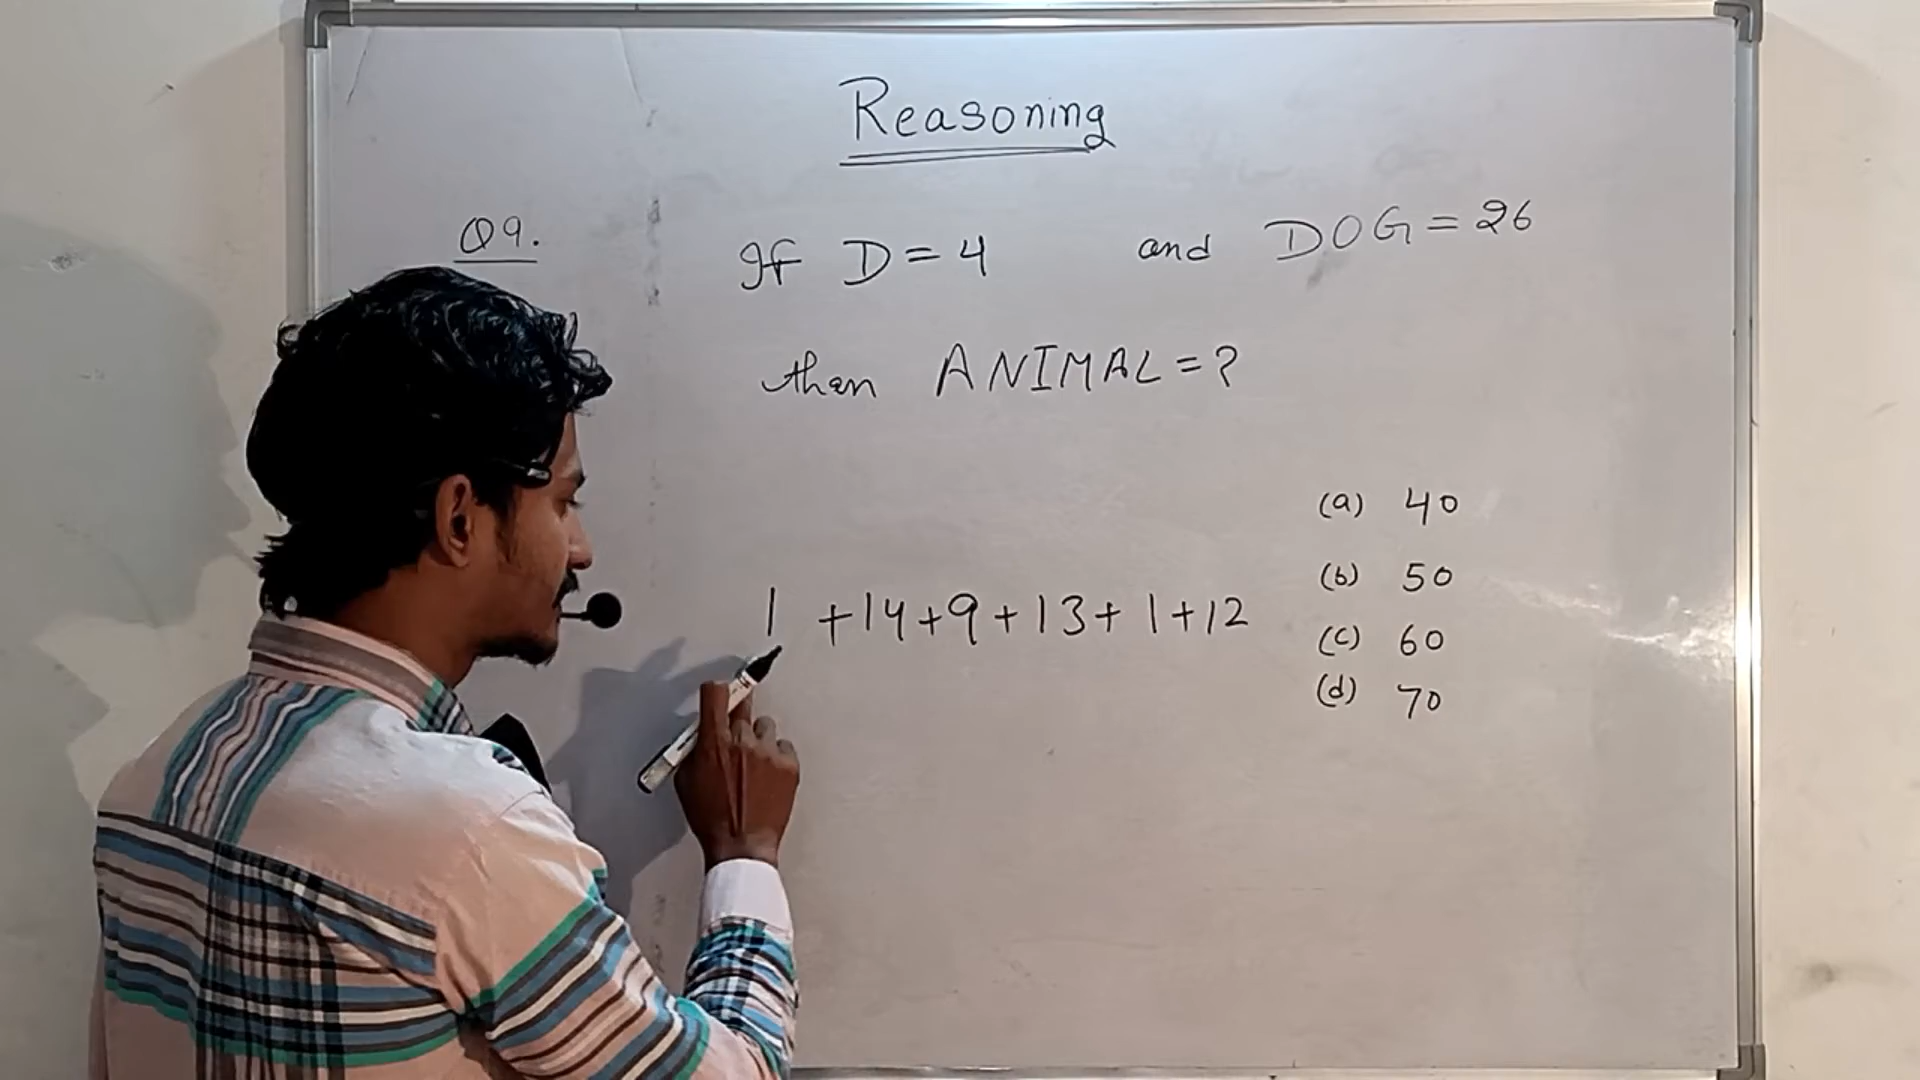 Reasoning
Q9. If D = 4 and DOG = 26
then ANIMAL = ?
(a) 40
(b) 50
1 + 14 + 9 + 13 + 1 + 12
(c) 60
(d) 70